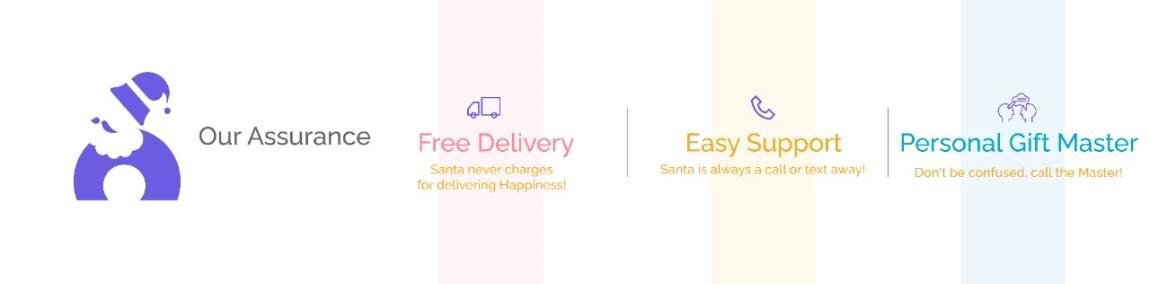 Our Assurance
Free Delivery
Santa never charges
for delivering Happiness!
Easy Support
Santa is always a call or text away!
Personal Gift Master
Don't be confused, call the Master!